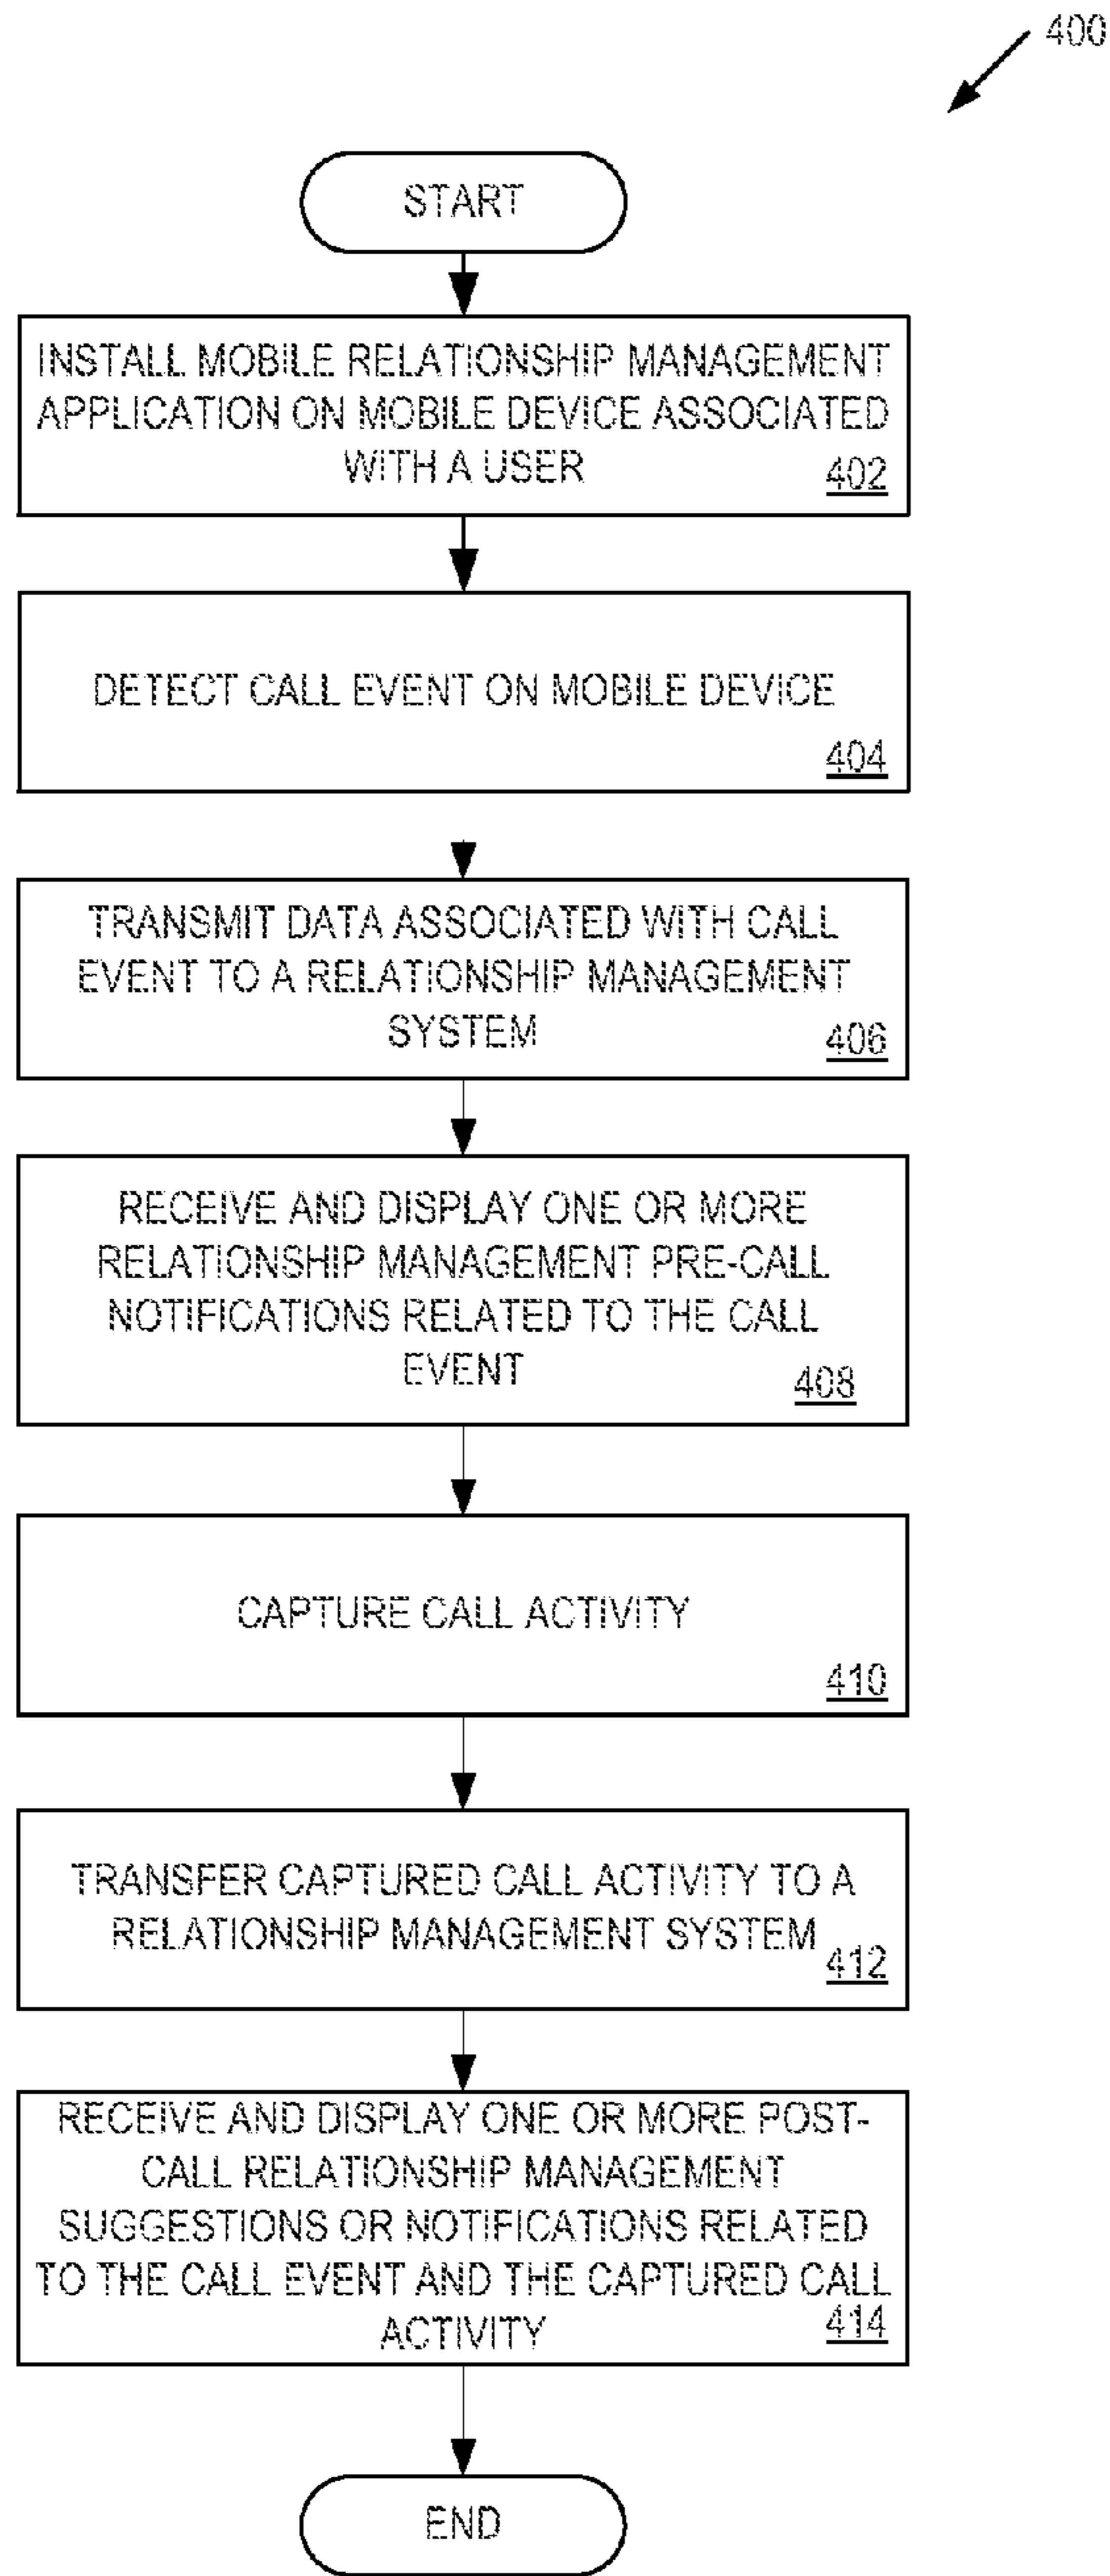 400
START
INSTALL MOBILE RELATIONSHIP MANAGEMENT
APPLICATION ON MOBILE DEVICE ASSOCIATED
WITH A USER
402
DETECT CALL EVENT ON MOBILE DEVICE
404
TRANSMIT DATA ASSOCIATED WITH CALL
EVENT TO A RELATIONSHIP MANAGEMENT
SYSTEM
406
RECEIVE AND DISPLAY ONE OR MORE
RELATIONSHIP MANAGEMENT PRE-CALL
NOTIFICATIONS RELATED TO THE CALL
EVENT
408
CAPTURE CALL ACTIVITY
410
TRANSFER CAPTURED CALL ACTIVITY TO A
RELATIONSHIP MANAGEMENT SYSTEM
412
RECEIVE AND DISPLAY ONE OR MORE POST-
CALL RELATIONSHIP MANAGEMENT
SUGGESTIONS OR NOTIFICATIONS RELATED
TO THE CALL EVENT AND THE CAPTURED CALL
ACTIVITY
414
END